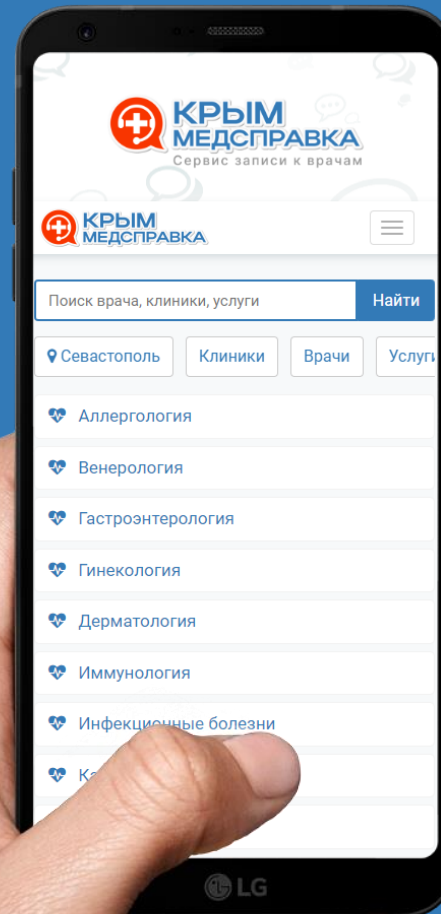 КРЫМ
МЕДСПРАВКА
Сервис записи к врачам
КРЫМ
МЕДСПРАВКА
Поиск врача, клиники, услуги
Найти
Севастополь
Клиники
Врачи
Аллергология
Венерология
Гастроэнтерология
Гинекология
Дерматология
Иммунология
Инфекционные болезни
LG